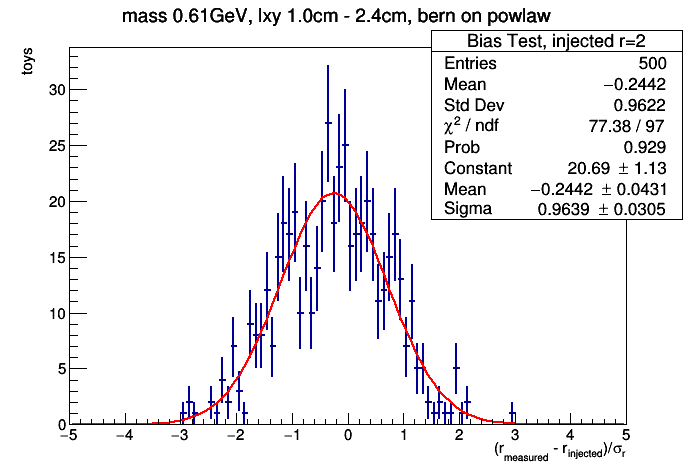 mass 0.61GeV, lxy 1.0cm - 2.4cm, bern on powlaw
toys
Bias Test, injected r=2
Entries 500
Mean −0.2442
Std Dev 0.9622
χ² / ndf 77.38 / 97
Prob 0.929
Constant 20.69 ± 1.13
Mean −0.2442 ± 0.0431
Sigma 0.9639 ± 0.0305
30
25
20
15
10
5
0
−5 −4 −3 −2 −1 0 1 2 3 4 5
(r_measured - r_injected)/σ_r